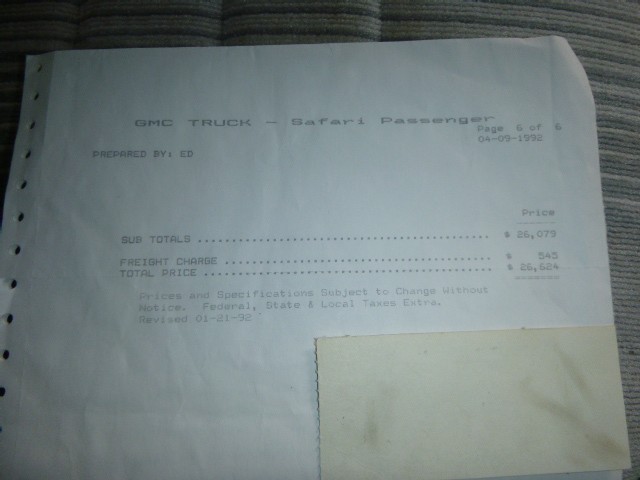 GMC TRUCK - Safari Passenger
Page 6 of 6
04-09-1992
PREPARED BY: ED
Price
SUB TOTALS ............................................. $ 26,079
FREIGHT CHARGE ......................................... $ 545
TOTAL PRICE ............................................ $ 26,624
Prices and Specifications Subject to Change Without
Notice. Federal, State & Local Taxes Extra.
Revised 01-21-92